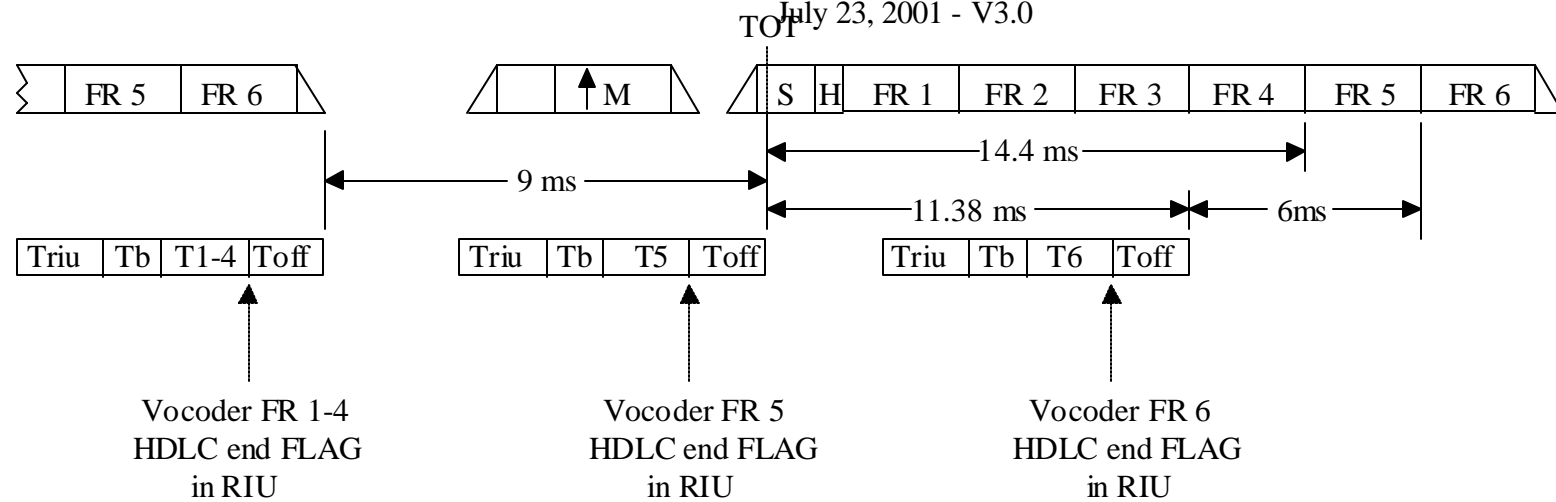 July 23, 2001 - V3.0
TOT
FR 5 FR 6 M S H FR 1 FR 2 FR 3 FR 4 FR 5 FR 6
14.4 ms
9 ms
11.38 ms 6ms
Triu Tb T1-4 Toff Triu Tb T5 Toff Triu Tb T6 Toff
Vocoder FR 1-4
HDLC end FLAG
in RIU
Vocoder FR 5
HDLC end FLAG
in RIU
Vocoder FR 6
HDLC end FLAG
in RIU